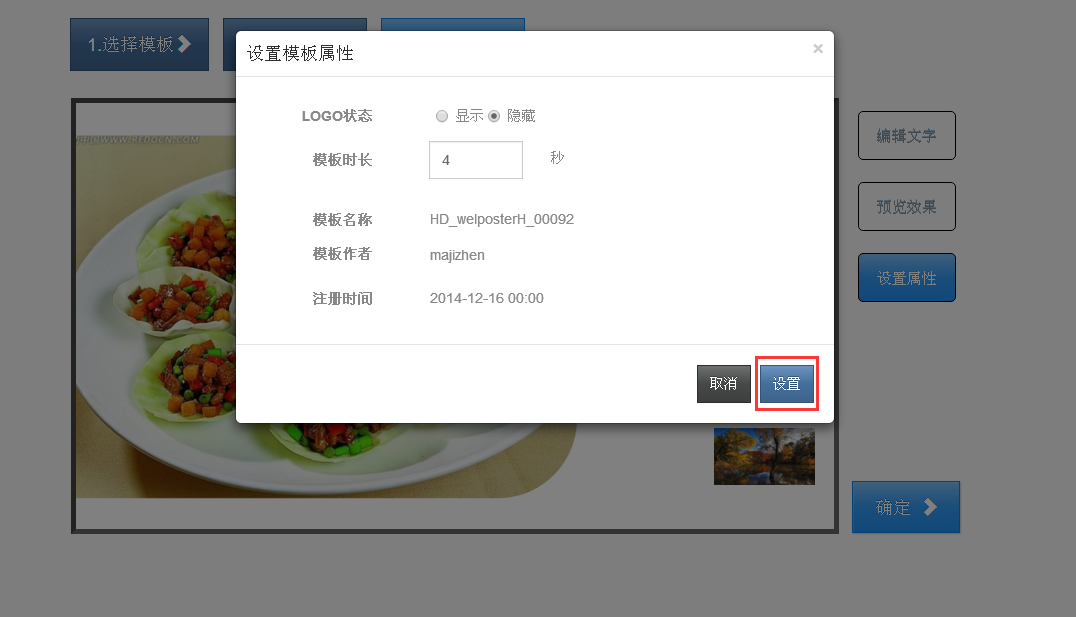 1.选择模板
设置模板属性
×
LOGO状态 显示 隐藏
模板时长 4 秒
模板名称 HD_welposterH_00092
模板作者 majizhen
注册时间 2014-12-16 00:00
取消 设置
编辑文字
预览效果
设置属性
确定